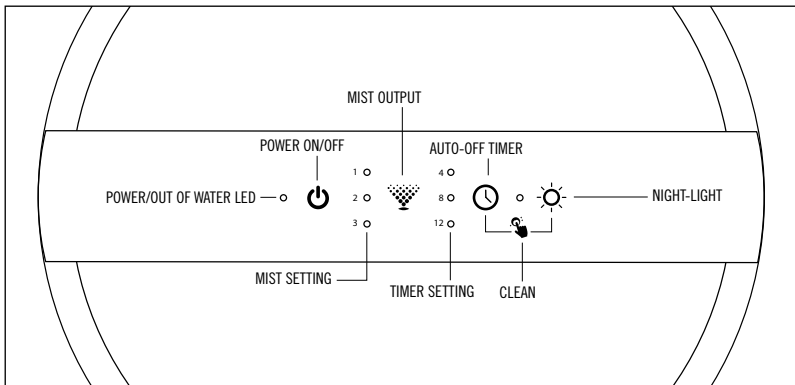 MIST OUTPUT
POWER ON/OFF
AUTO-OFF TIMER
1
4
POWER/OUT OF WATER LED
2
8
NIGHT-LIGHT
3
12
MIST SETTING
TIMER SETTING
CLEAN